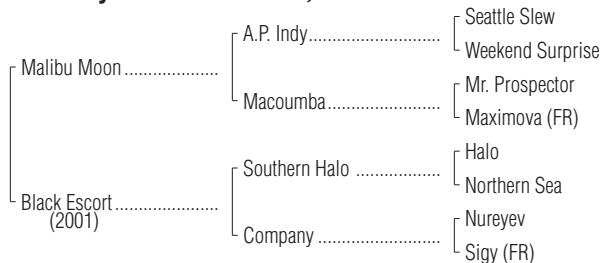 Seattle Slew
A.P. Indy
Weekend Surprise
Malibu Moon
Mr. Prospector
Macoumba
Maximova (FR)
Halo
Southern Halo
Northern Sea
Black Escort
(2001)
Nureyev
Company
Sigy (FR)